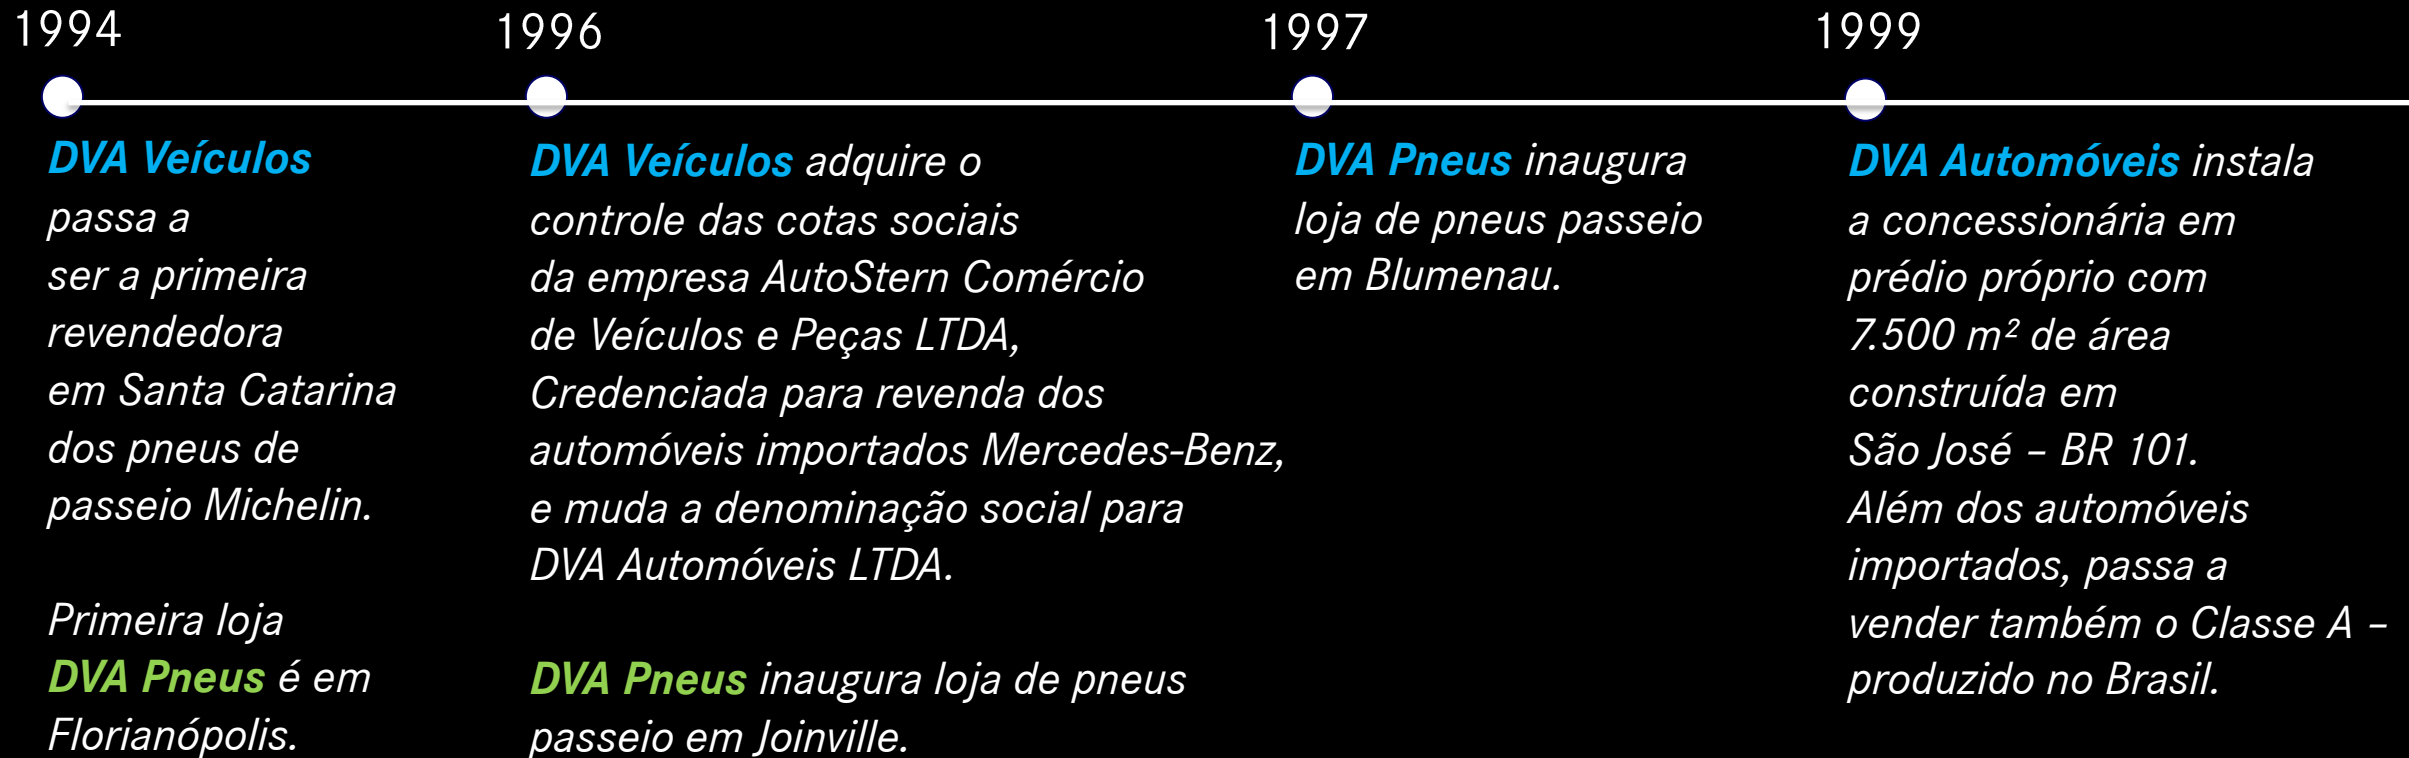 1994
DVA Veículos
passa a
ser a primeira
revendedora
em Santa Catarina
dos pneus de
passeio Michelin.
Primeira loja
DVA Pneus é em
Florianópolis.
1996
DVA Veículos adquire o
controle das cotas sociais
da empresa AutoStern Comércio
de Veículos e Peças LTDA,
Credenciada para revenda dos
automóveis importados Mercedes-Benz,
e muda a denominação social para
DVA Automóveis LTDA.
DVA Pneus inaugura loja de pneus
passeio em Joinville.
1997
DVA Pneus inaugura
loja de pneus passeio
em Blumenau.
1999
DVA Automóveis instala
a concessionária em
prédio próprio com
7.500 m² de área
construída em
São José – BR 101.
Além dos automóveis
importados, passa a
vender também o Classe A –
produzido no Brasil.